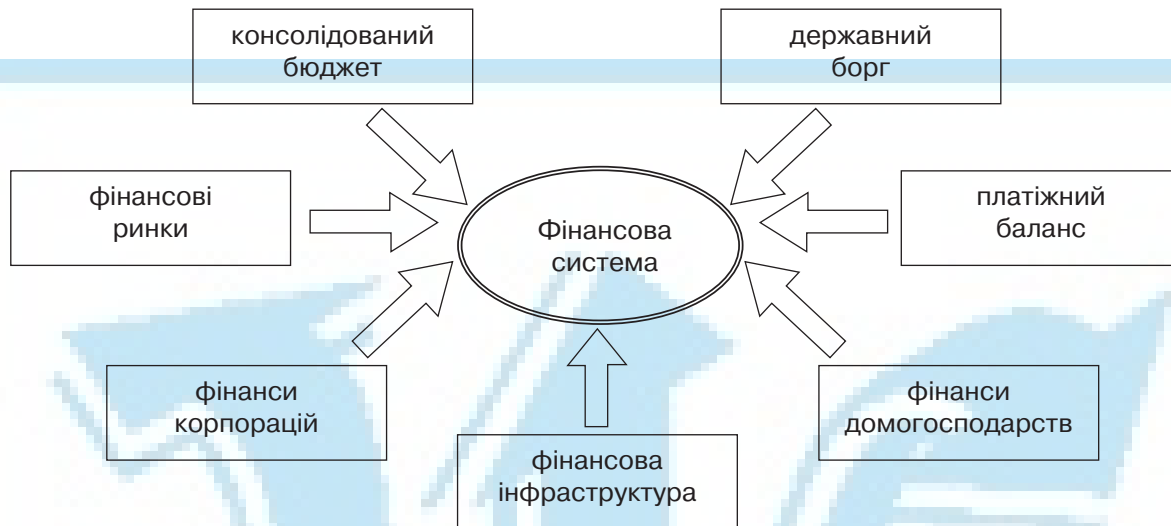 консолідований
бюджет
державний
борг
фінансові
ринки
Фінансова
система
платіжний
баланс
фінанси
корпорацій
фінансова
інфраструктура
фінанси
домогосподарств